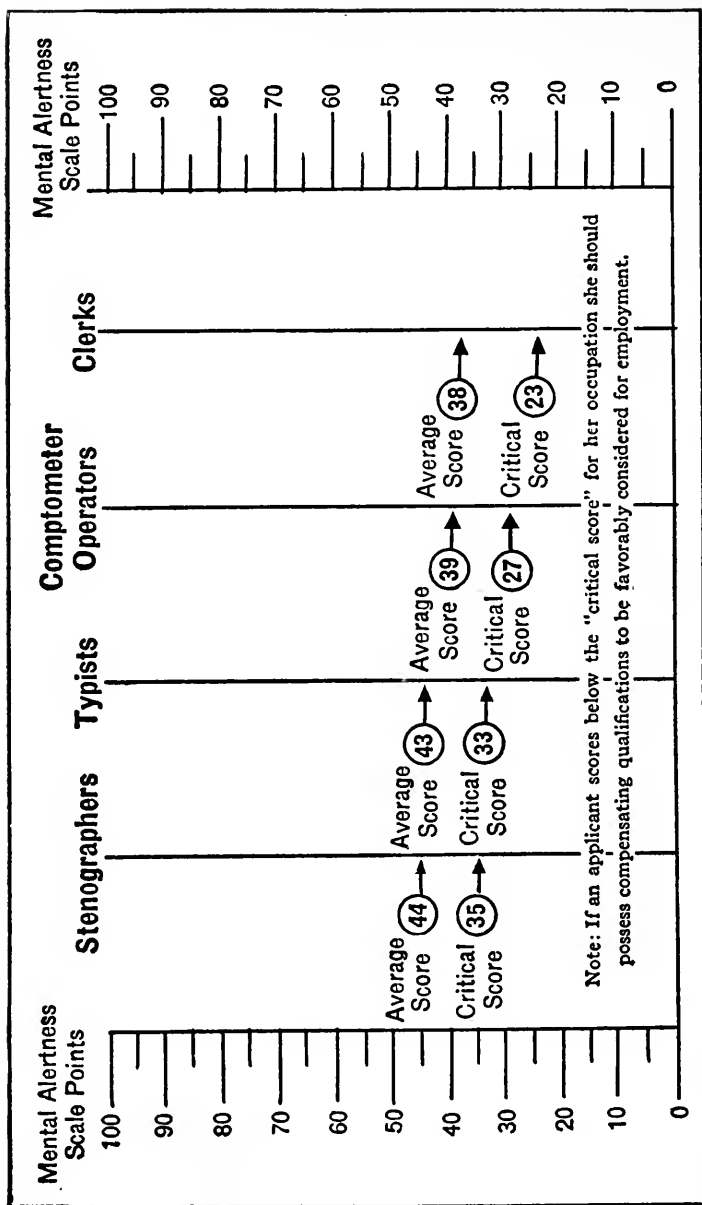 Mental Alertness
Scale Points
100
90
80
70
60
50
40
30
20
10
0
Stenographers
Average
Score
44
Critical
Score
35
Typists
Average
Score
43
Critical
Score
33
Comptometer
Operators
Average
Score
39
Critical
Score
27
Clerks
Average
Score
38
Critical
Score
23
Mental Alertness
Scale Points
100
90
80
70
60
50
40
30
20
10
0
Note: If an applicant scores below the "critical score" for her occupation she should
possess compensating qualifications to be favorably considered for employment.